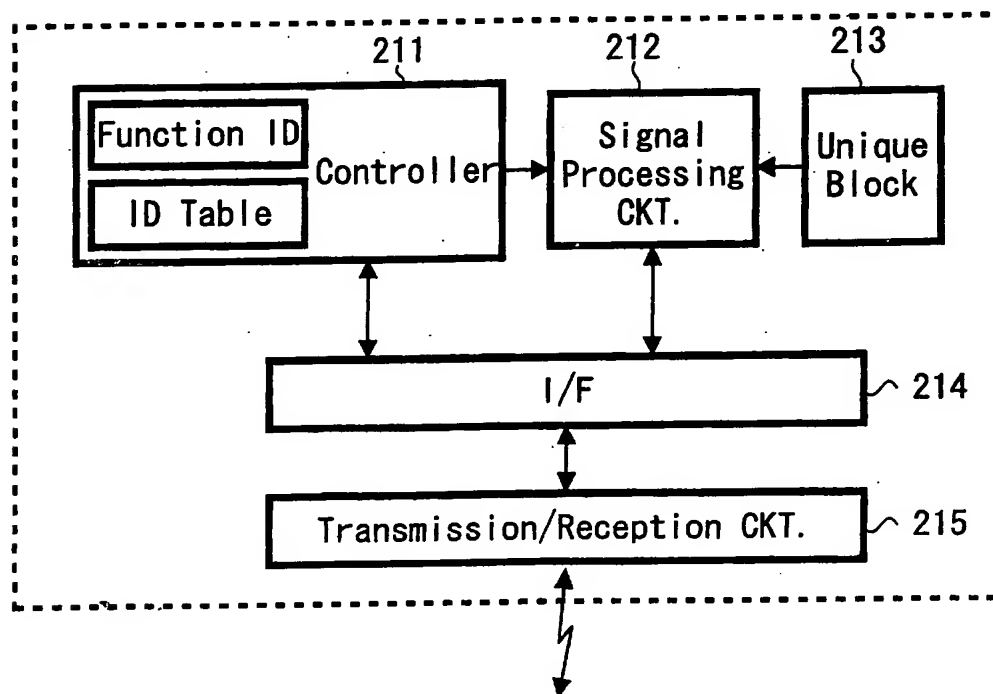 211
212
213
Function ID
ID Table
Controller
Signal
Processing
CKT.
Unique
Block
I/F
214
Transmission/Reception CKT.
215